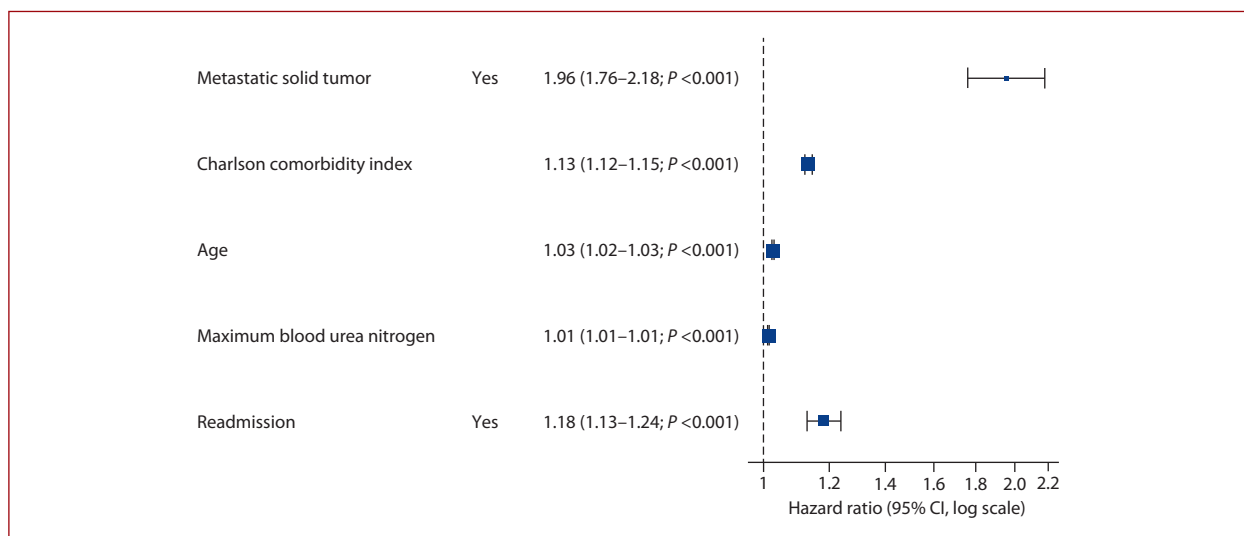 Metastatic solid tumor Yes 1.96 (1.76–2.18; P <0.001)
Charlson comorbidity index 1.13 (1.12–1.15; P <0.001)
Age 1.03 (1.02–1.03; P <0.001)
Maximum blood urea nitrogen 1.01 (1.01–1.01; P <0.001)
Readmission Yes 1.18 (1.13–1.24; P <0.001)
1 1.2 1.4 1.6 1.8 2.0 2.2
Hazard ratio (95% CI, log scale)